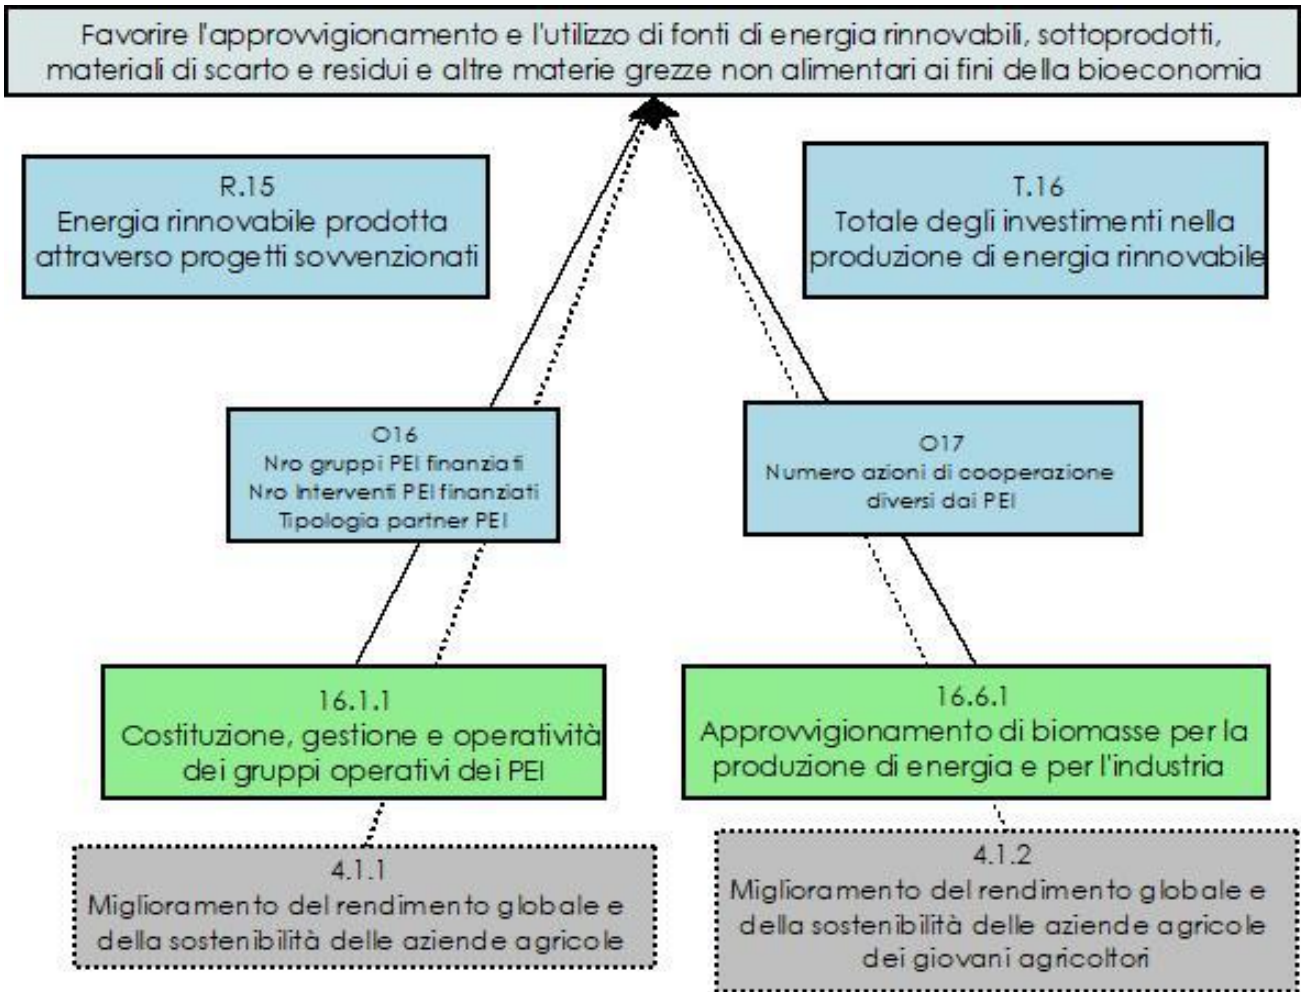 Favorire l'approvvigionamento e l'utilizzo di fonti di energia rinnovabili, sottoprodotti,
materiali di scarto e residui e altre materie grezze non alimentari ai fini della bioeconomia
R.15
Energia rinnovabile prodotta
attraverso progetti sovvenzionati
T.16
Totale degli investimenti nella
produzione di energia rinnovabile
O16
Nro gruppi PEI finanziati
Nro Interventi PEI finanziati
Tipologia partner PEI
O17
Numero azioni di cooperazione
diversi dai PEI
16.1.1
Costituzione, gestione e operatività
dei gruppi operativi dei PEI
16.6.1
Approvvigionamento di biomasse per la
produzione di energia e per l'industria
4.1.1
Miglioramento del rendimento globale e
della sostenibilità delle aziende agricole
4.1.2
Miglioramento del rendimento globale e
della sostenibilità delle aziende agricole
dei giovani agricoltori